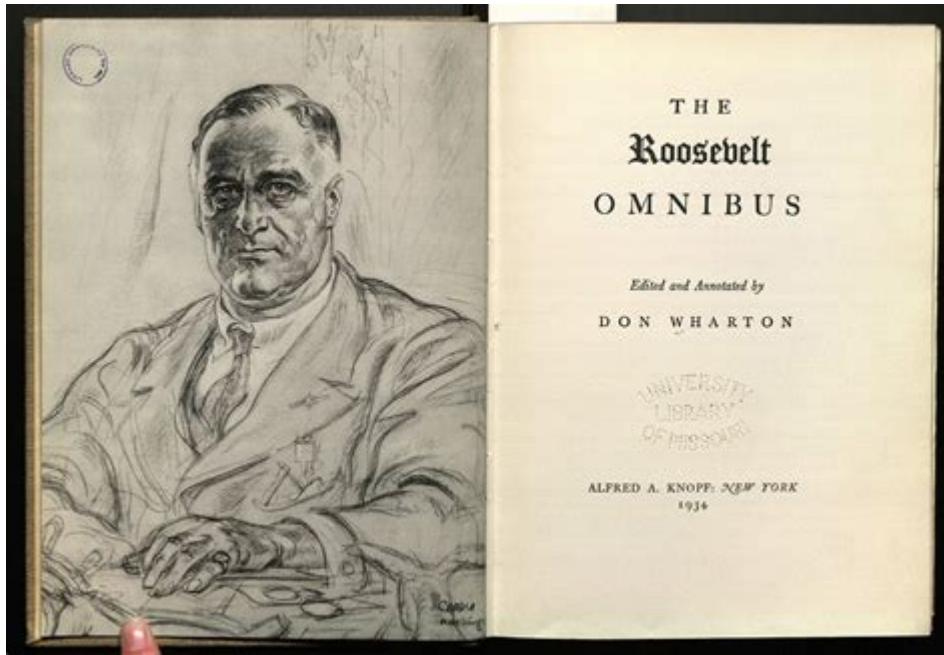 THE
Roosevelt
OMNIBUS
Edited and Annotated by
DON WHARTON
UNIVERSITY
LIBRARY
OF MISSOURI
ALFRED A. KNOPF: NEW YORK
1934